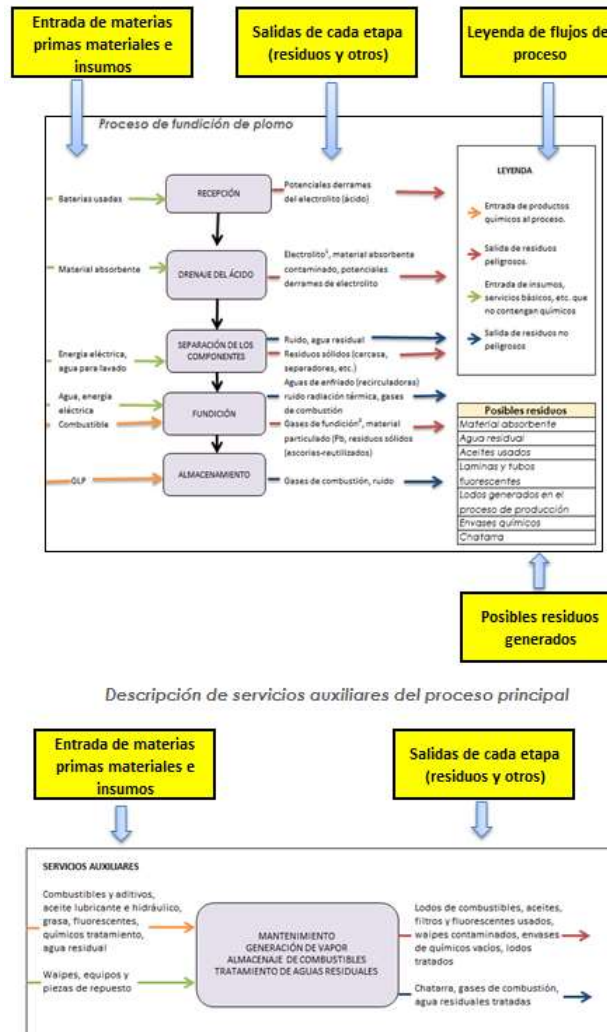 Entrada de materias
primas materiales e
insumos
Salidas de cada etapa
(residuos y otros)
Leyenda de flujos de
proceso
Proceso de fundición de plomo
Baterías usadas
RECEPCIÓN
Potenciales derrames
del electrolito (ácido)
Material absorbente
DRENAJE DEL ÁCIDO
Electrolito¹, material absorbente
contaminado, potenciales
derrames de electrolito
Energía eléctrica,
agua para lavado
SEPARACIÓN DE LOS
COMPONENTES
Ruido, agua residual
Residuos sólidos (carcasa,
separadores, etc.)
Agua, energía
eléctrica
Combustible
FUNDICIÓN
Aguas de enfriado (recirculadoras)
ruido radiación térmica, gases
de combustión
Gases de fundición², material
particulado (Pb, residuos sólidos
(escorias-reutilizados)
GLP
ALMACENAMIENTO
Gases de combustión, ruido
LEYENDA
Entrada de productos
químicos al proceso.
Salida de residuos
peligrosos.
Entrada de insumos,
servicios básicos, etc. que
no contengan químicos
Salida de residuos no
peligrosos
Posibles residuos
Material absorbente
Agua residual
Aceites usados
Laminas y tubos
fluorescentes
Lodos generados en el
proceso de producción
Envases químicos
Chatarra
Posibles residuos
generados
Descripción de servicios auxiliares del proceso principal
Entrada de materias
primas materiales e
insumos
Salidas de cada etapa
(residuos y otros)
SERVICIOS AUXILIARES
Combustibles y aditivos,
aceite lubricante e hidráulico,
grasa, fluorescentes,
químicos tratamiento,
agua residual
Waipes, equipos y
piezas de repuesto
MANTENIMIENTO
GENERACIÓN DE VAPOR
ALMACENAJE DE COMBUSTIBLES
TRATAMIENTO DE AGUAS RESIDUALES
Lodos de combustibles, aceites,
filtros y fluorescentes usados,
waipes contaminados, envases
de químicos vacíos, lodos
tratados
Chatarra, gases de combustión,
agua residuales tratadas